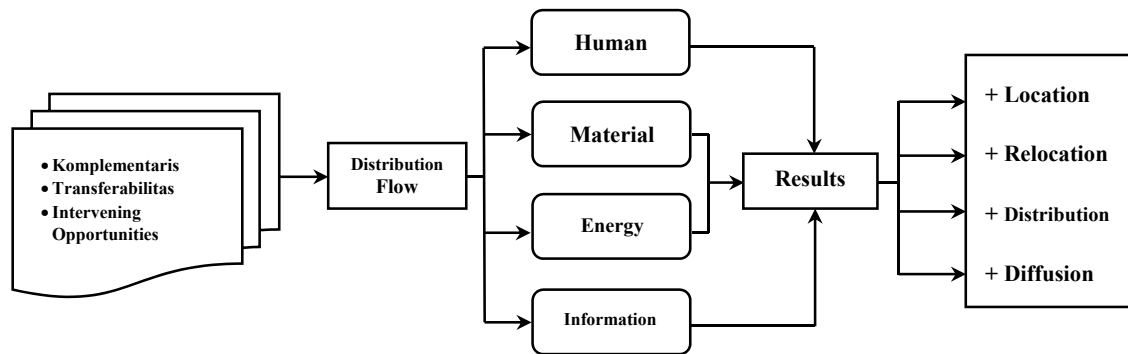 • Komplementaris
• Transferabilitas
• Intervening
Opportunities
Distribution
Flow
Human
Material
Energy
Information
Results
+ Location
+ Relocation
+ Distribution
+ Diffusion